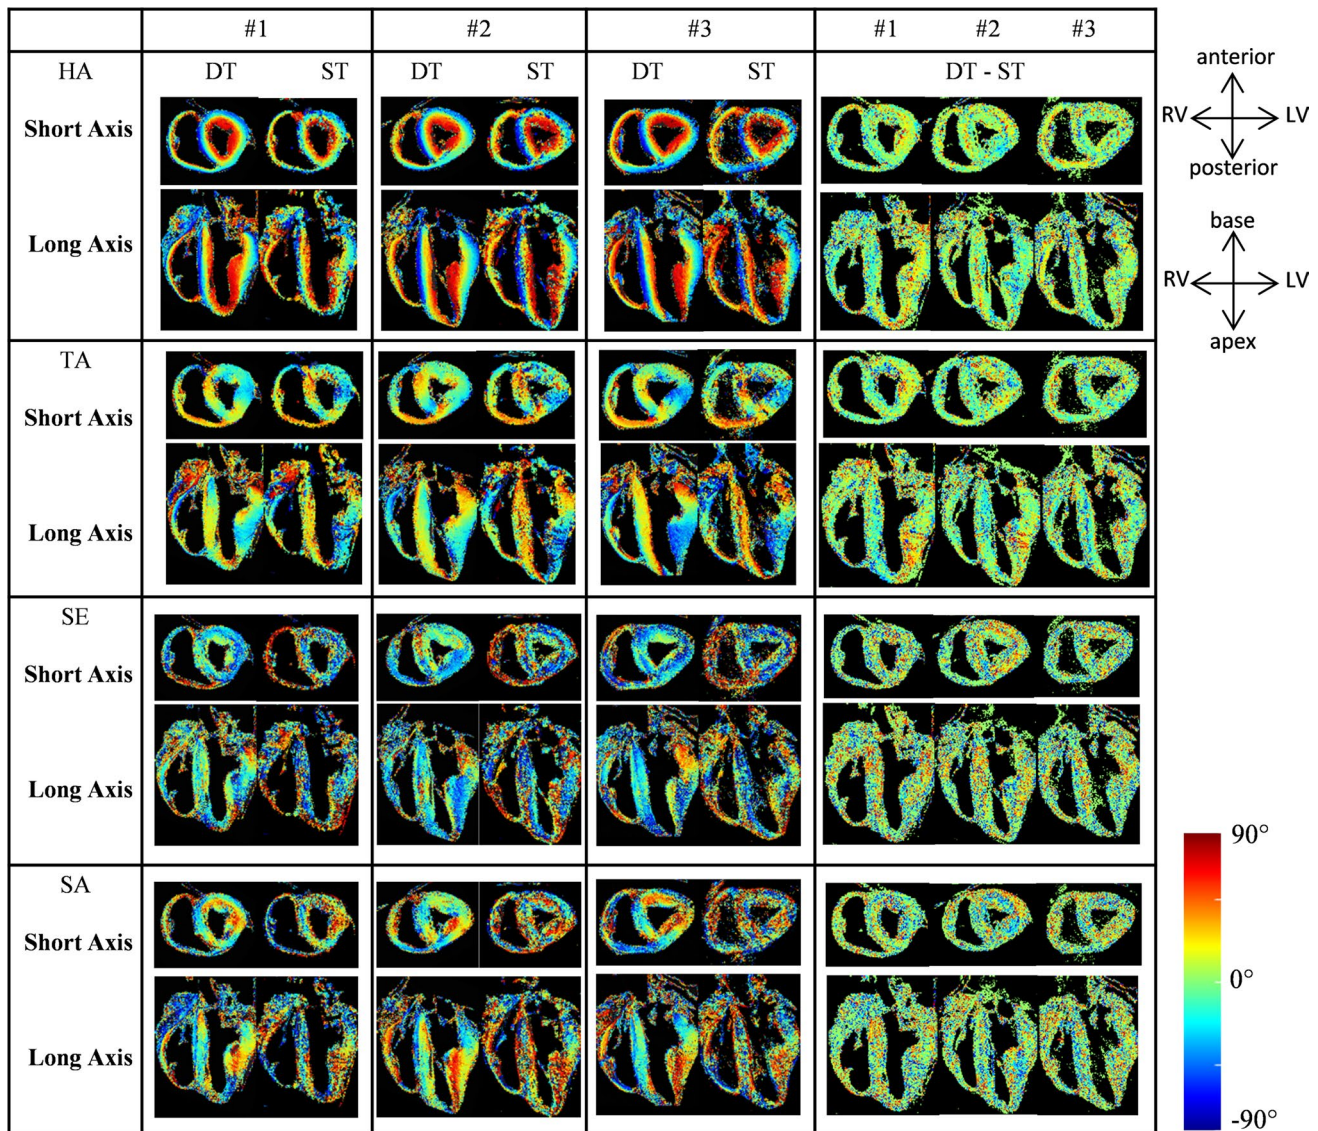 #1 #2 #3 #1 #2 #3
HA DT ST DT ST DT ST DT - ST
Short Axis
Long Axis
TA
Short Axis
Long Axis
SE
Short Axis
Long Axis
SA
Short Axis
Long Axis
anterior
RV LV
posterior
base
RV LV
apex
90°
0°
-90°